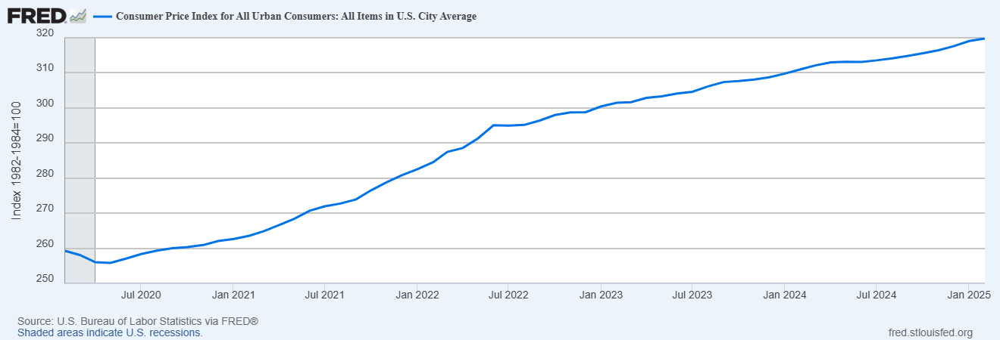 FRED Consumer Price Index for All Urban Consumers: All Items in U.S. City Average
320
310
300
290
280
270
260
250
Index 1982-1984=100
Jul 2020 Jan 2021 Jul 2021 Jan 2022 Jul 2022 Jan 2023 Jul 2023 Jan 2024 Jul 2024 Jan 2025
Source: U.S. Bureau of Labor Statistics via FRED®
Shaded areas indicate U.S. recessions.
fred.stlouisfed.org